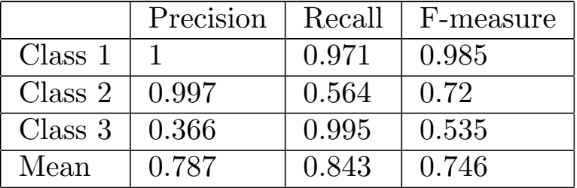 Precision Recall F-measure
Class 1 1 0.971 0.985
Class 2 0.997 0.564 0.72
Class 3 0.366 0.995 0.535
Mean 0.787 0.843 0.746